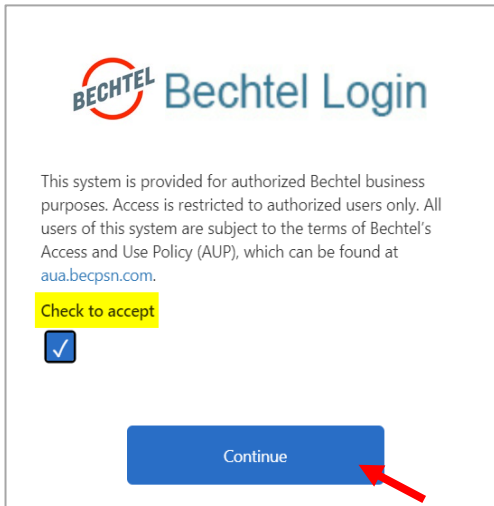 BECHTEL Bechtel Login
This system is provided for authorized Bechtel business
purposes. Access is restricted to authorized users only. All
users of this system are subject to the terms of Bechtel's
Access and Use Policy (AUP), which can be found at
aua.becpsn.com.
Check to accept
Continue